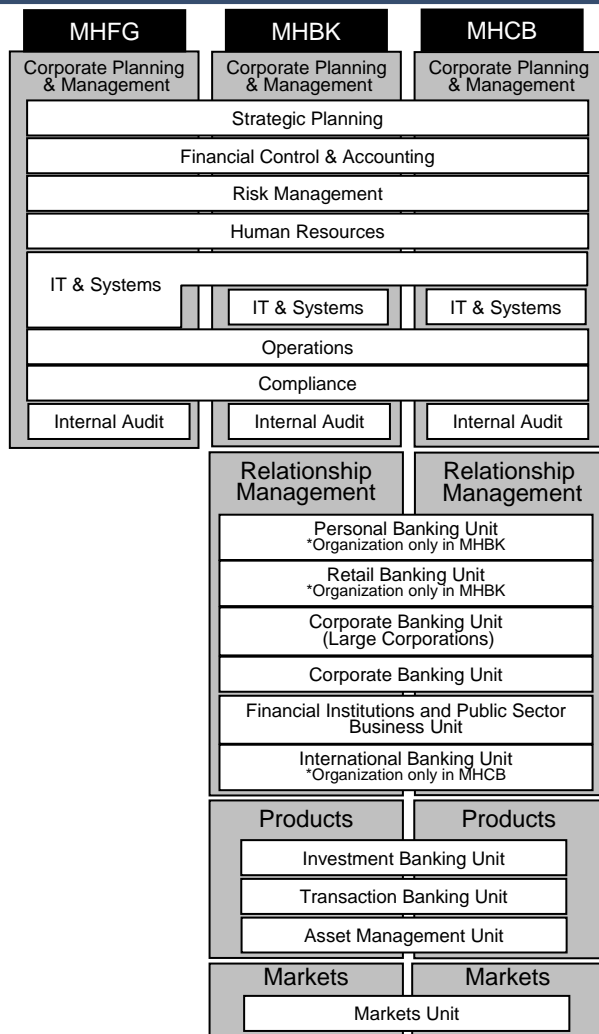 MHFG
MHBK
MHCB
Corporate Planning
& Management
Corporate Planning
& Management
Corporate Planning
& Management
Strategic Planning
Financial Control & Accounting
Risk Management
Human Resources
IT & Systems
IT & Systems
IT & Systems
Operations
Compliance
Internal Audit
Internal Audit
Internal Audit
Relationship
Management
Relationship
Management
Personal Banking Unit
*Organization only in MHBK
Retail Banking Unit
*Organization only in MHBK
Corporate Banking Unit
(Large Corporations)
Corporate Banking Unit
Financial Institutions and Public Sector
Business Unit
International Banking Unit
*Organization only in MHCB
Products
Products
Investment Banking Unit
Transaction Banking Unit
Asset Management Unit
Markets
Markets
Markets Unit